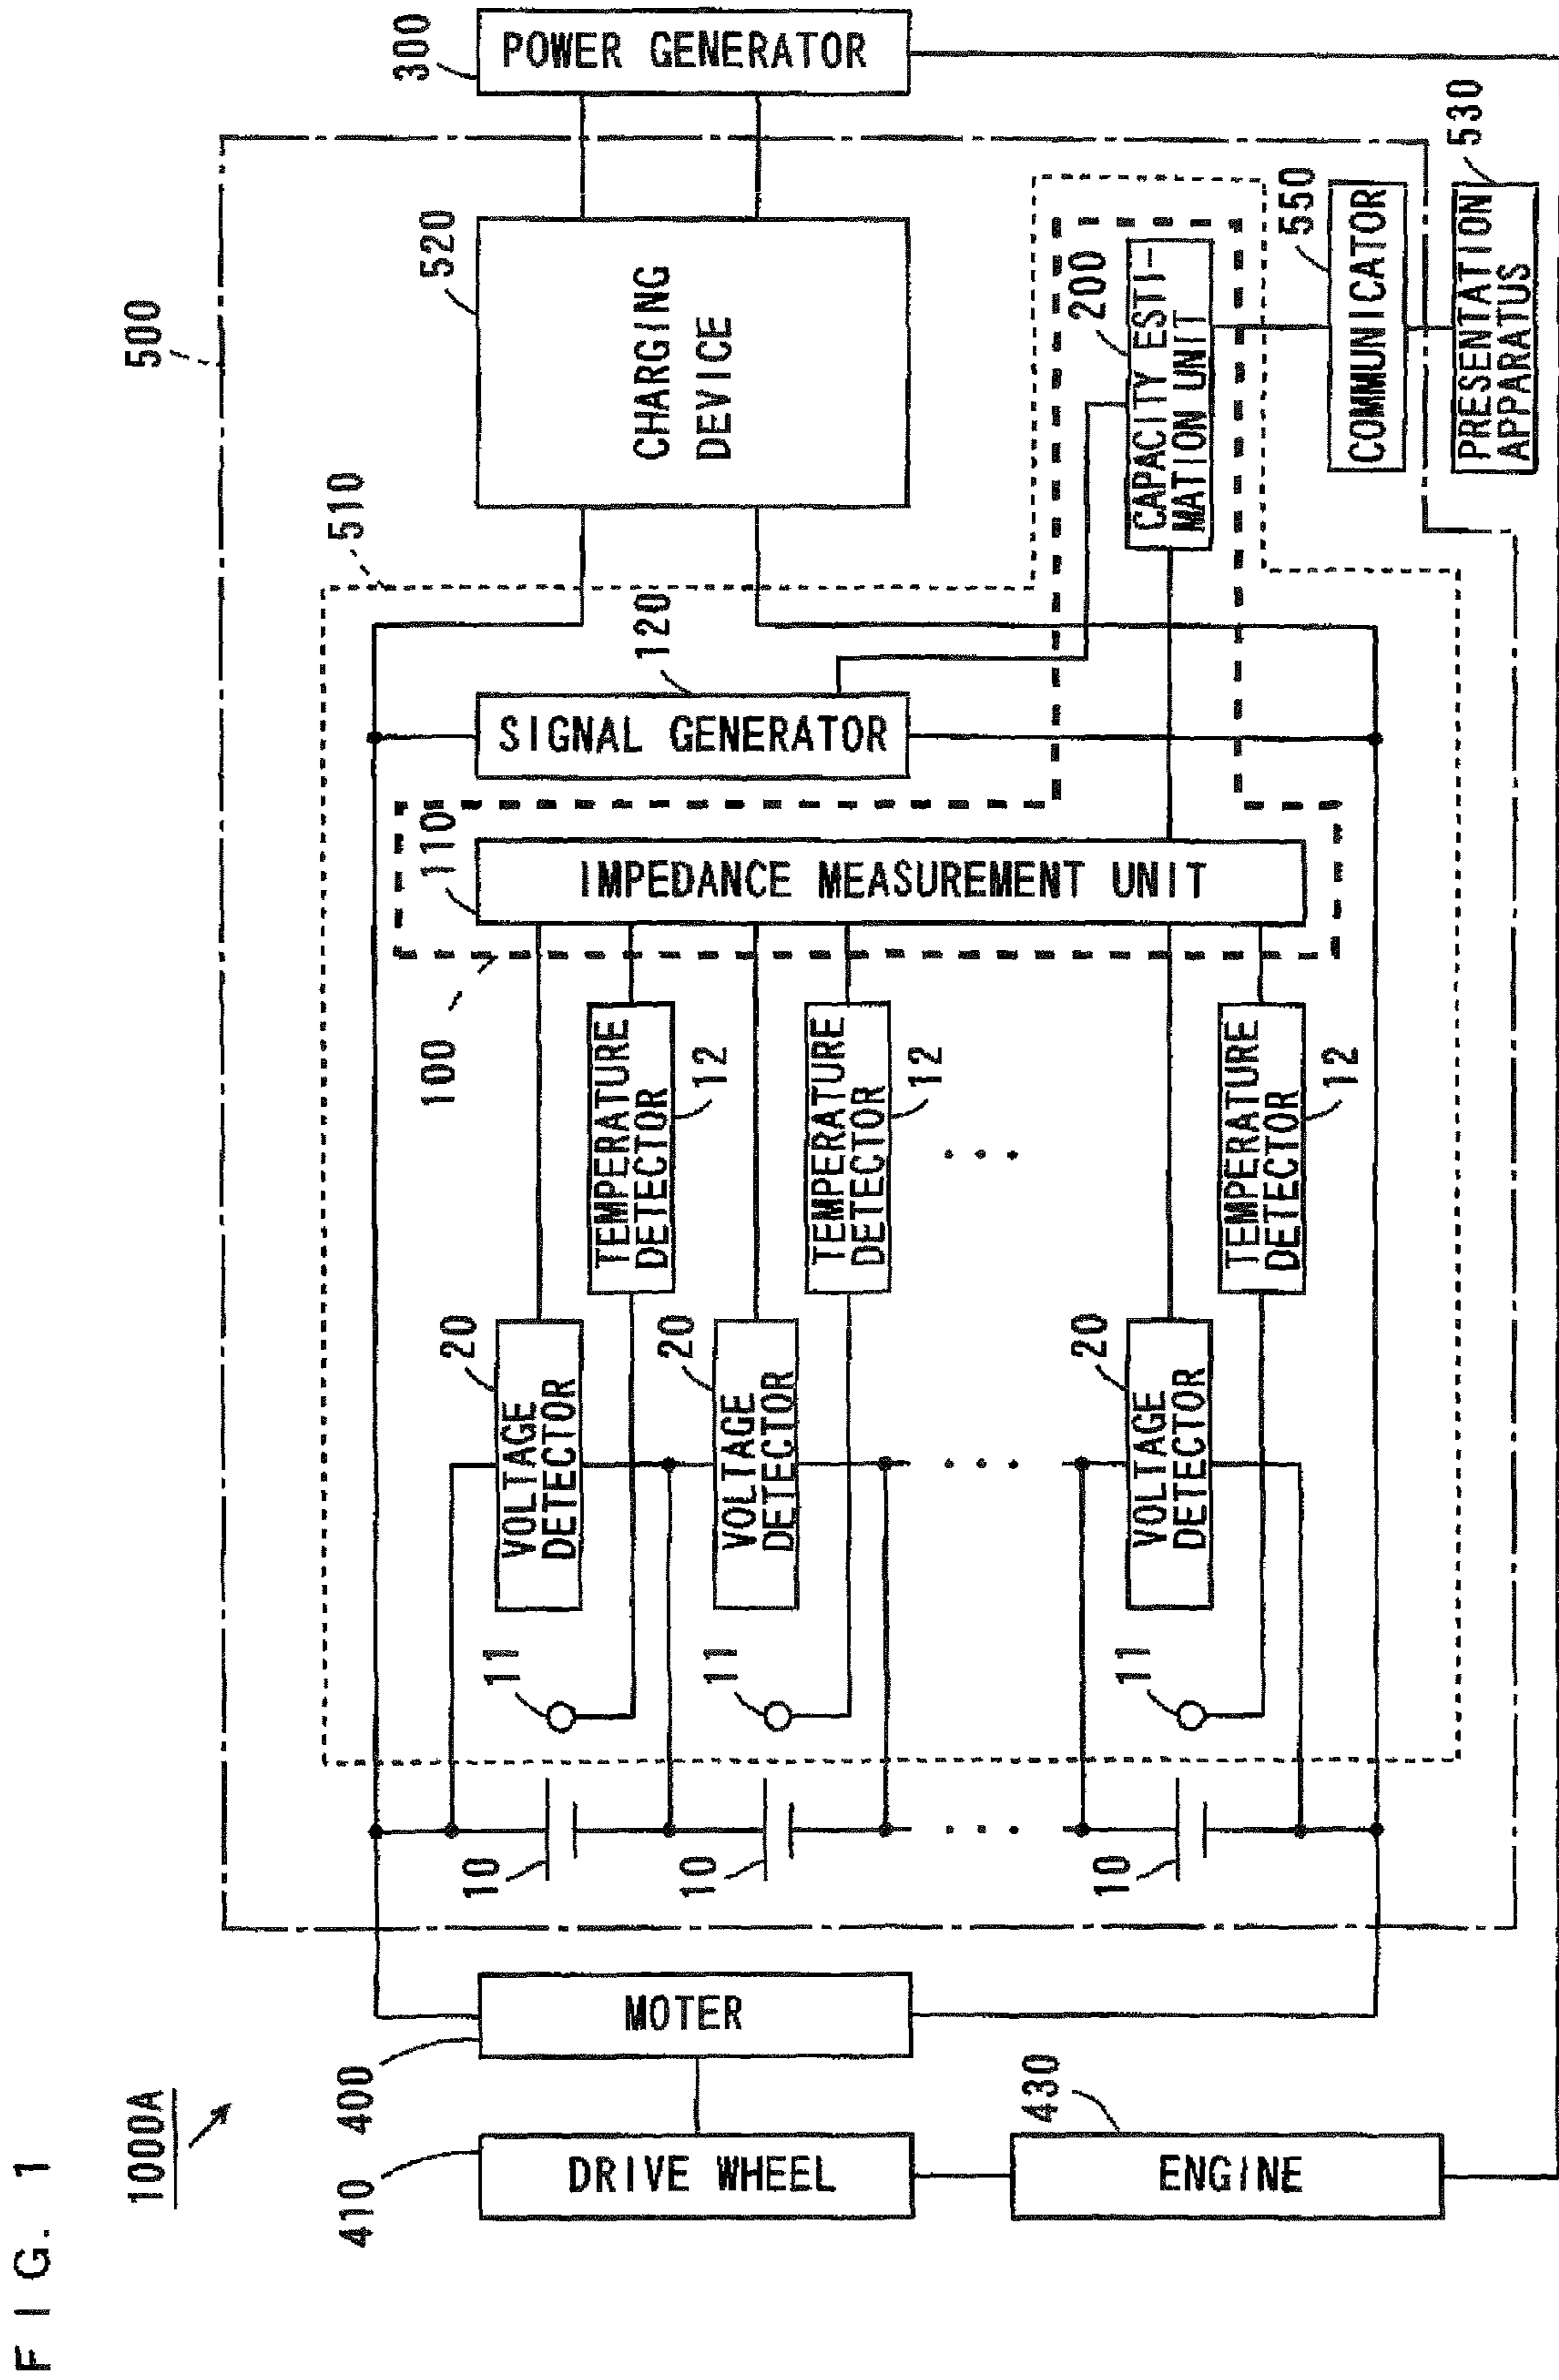 FIG. 1
1000A
500
510
300
POWER GENERATOR
520
CHARGING
DEVICE
120
SIGNAL GENERATOR
200
CAPACITY ESTI-
MATION UNIT
550
COMMUNICATOR
530
PRESENTATION
APPARATUS
110
IMPEDANCE MEASUREMENT UNIT
100
TEMPERATURE
DETECTOR
12
TEMPERATURE
DETECTOR
12
TEMPERATURE
DETECTOR
12
20
VOLTAGE
DETECTOR
20
VOLTAGE
DETECTOR
20
VOLTAGE
DETECTOR
11
11
11
10
10
10
MOTER
400
410
DRIVE WHEEL
430
ENGINE